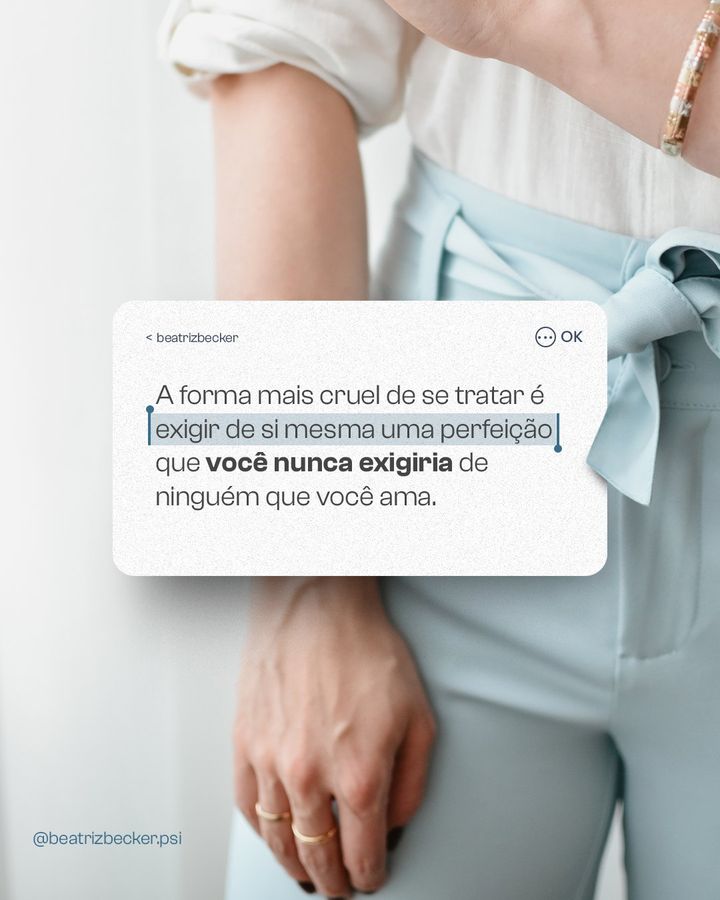 < beatrizbecker
OK
A forma mais cruel de se tratar é
exigir de si mesma uma perfeição
que você nunca exigiria de
ninguém que você ama.
@beatrizbecker.psi